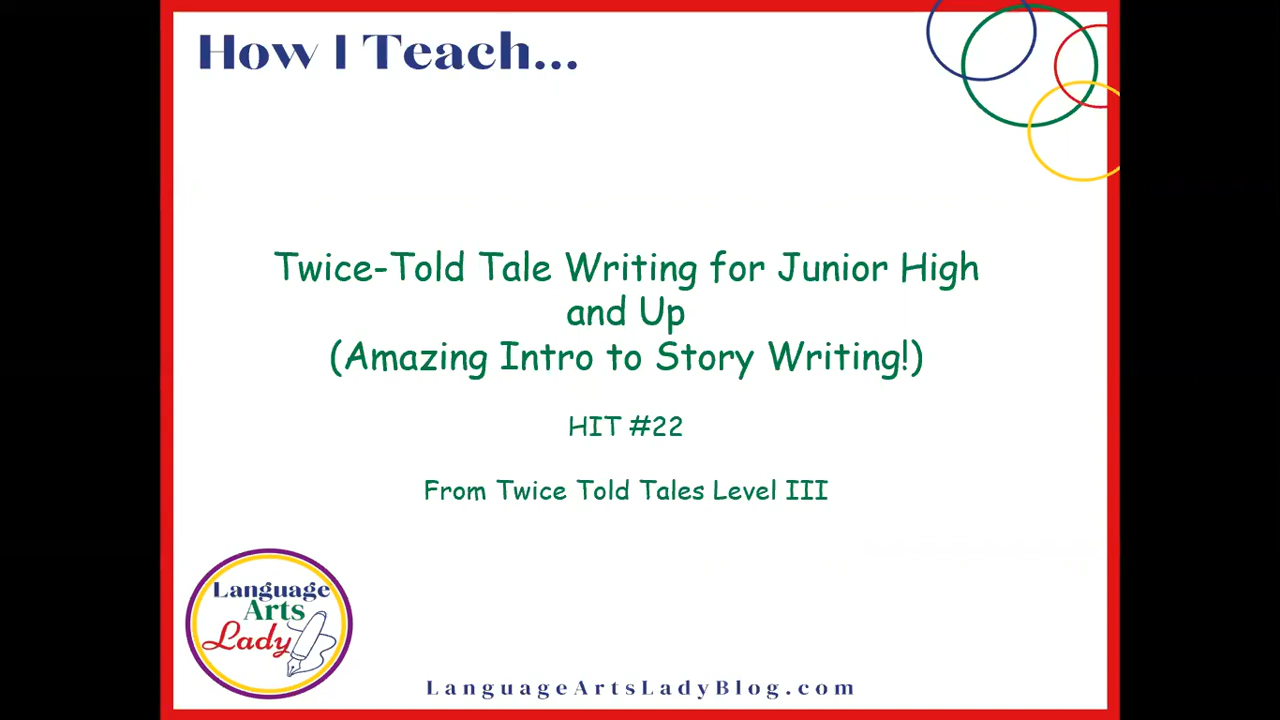 How I Teach...
Twice-Told Tale Writing for Junior High
and Up
(Amazing Intro to Story Writing!)
HIT #22
From Twice Told Tales Level III
Language
Arts
Lady
LanguageArtsLadyBlog.com